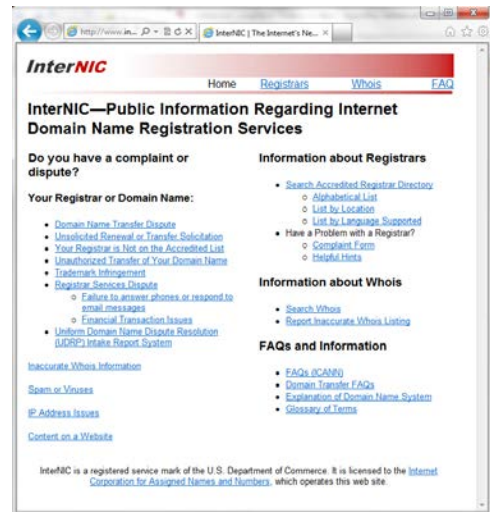 http://www.in...
InterNIC | The Internet's Ne...
InterNIC
Home Registrars Whois FAQ
InterNIC—Public Information Regarding Internet
Domain Name Registration Services
Do you have a complaint or
dispute?
Your Registrar or Domain Name:
Domain Name Transfer Dispute
Unsolicited Renewal or Transfer Solicitation
Your Registrar is Not on the Accredited List
Unauthorized Transfer of Your Domain Name
Trademark Infringement
Registrar Services Dispute
Failure to answer phones or respond to
email messages
Financial Transaction Issues
Uniform Domain Name Dispute Resolution
(UDRP) Intake Report System
Inaccurate Whois Information
Spam or Viruses
IP Address Issues
Content on a Website
Information about Registrars
Search Accredited Registrar Directory
Alphabetical List
List by Location
List by Language Supported
Have a Problem with a Registrar?
Complaint Form
Helpful Hints
Information about Whois
Search Whois
Report Inaccurate Whois Listing
FAQs and Information
FAQs (ICANN)
Domain Transfer FAQs
Explanation of Domain Name System
Glossary of Terms
InterNIC is a registered service mark of the U.S. Department of Commerce. It is licensed to the Internet
Corporation for Assigned Names and Numbers, which operates this web site.